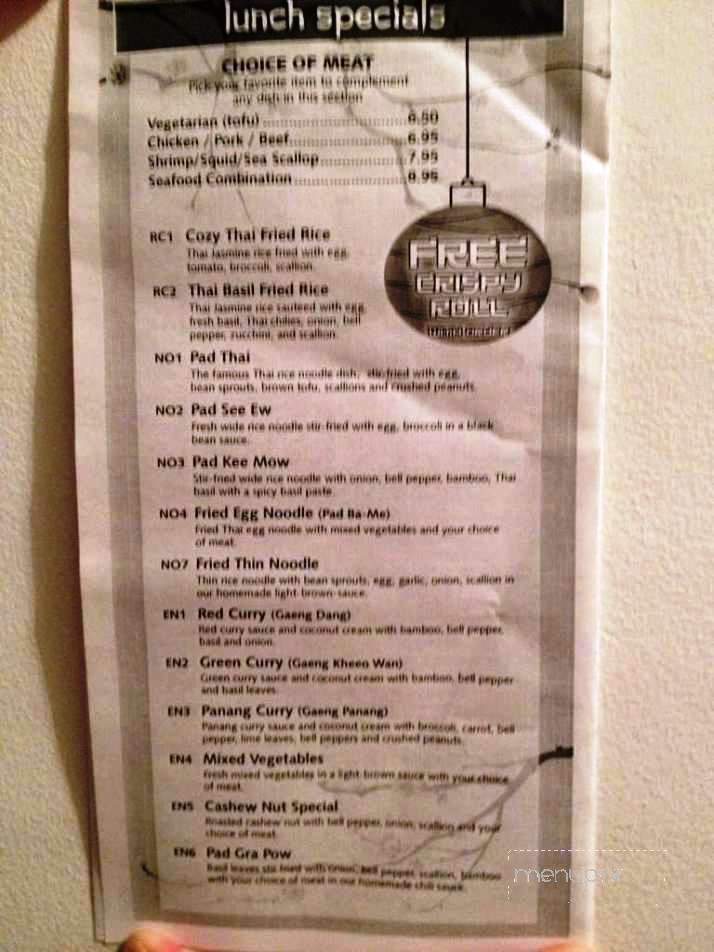 lunch specials
CHOICE OF MEAT
Pick your favorite item to complement
any dish in this section
Vegetarian (tofu) 6.50
Chicken / Pork / Beef 6.95
Shrimp/Squid/Sea Scallop 7.95
Seafood Combination 8.95
FREE
CRISPY
ROLL
RC1 Cozy Thai Fried Rice
Thai Jasmine rice fried with egg,
tomato, broccoli, scallion.
RC2 Thai Basil Fried Rice
Thai Jasmine rice sauteed with egg,
fresh basil, Thai chilies, onion, bell
pepper, zucchini, and scallion.
NO1 Pad Thai
The famous Thai rice noodle dish, stir-fried with egg,
bean sprouts, brown tofu, scallions and crushed peanuts.
NO2 Pad See Ew
Fresh wide rice noodle stir-fried with egg, broccoli in a black
bean sauce.
NO3 Pad Kee Mow
Stir-fried wide rice noodle with onion, bell pepper, bamboo, Thai
basil with a spicy basil paste.
NO4 Fried Egg Noodle (Pad Ba-Me)
Fried Thai egg noodle with mixed vegetables and your choice
of meat.
NO7 Fried Thin Noodle
Thin rice noodle with bean sprouts, egg, garlic, onion, scallion in
our homemade light-brown-sauce.
EN1 Red Curry (Gaeng Dang)
Red curry sauce and coconut cream with bamboo, bell pepper,
basil and onion.
EN2 Green Curry (Gaeng Kheeo Wan)
Green curry sauce and coconut cream with bamboo, bell pepper
and basil leaves.
EN3 Panang Curry (Gaeng Panang)
Panang curry sauce and coconut cream with broccoli, carrot, bell
pepper, lime leaves, bell peppers and crushed peanuts.
EN4 Mixed Vegetables
Fresh mixed vegetables in a light-brown sauce with your choice
of meat.
EN5 Cashew Nut Special
Roasted cashew nut with bell pepper, onion, scallion and your
choice of meat.
EN6 Pad Gra Pow
Basil leaves stir-fried with onion, bell pepper, scallion, bamboo
with your choice of meat in our homemade chili sauce.